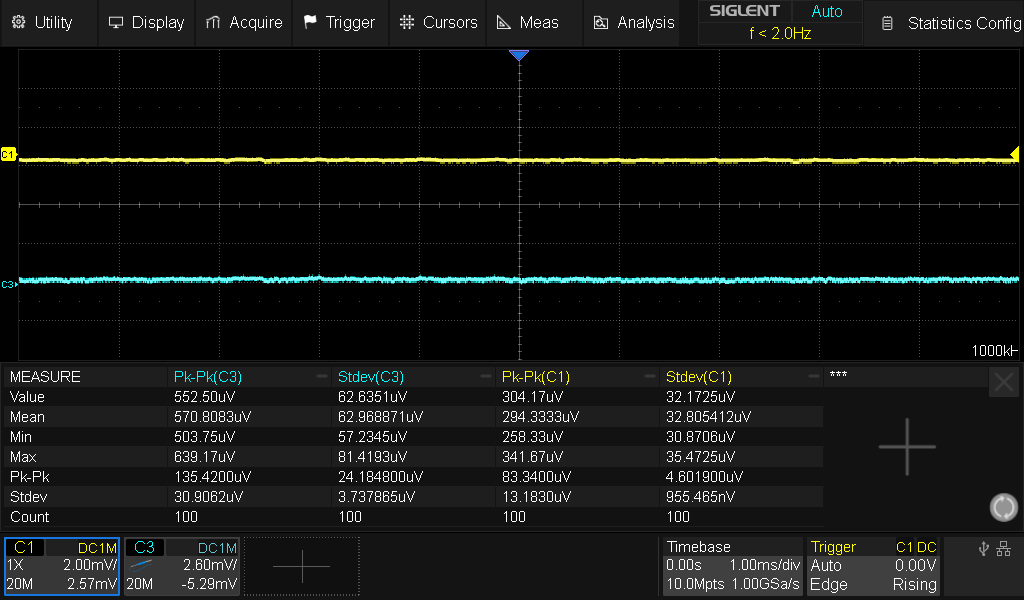 Utility Display Acquire Trigger Cursors Meas Analysis SIGLENT Auto Statistics Config
f < 2.0Hz
C1
C3
1000kH
MEASURE Pk-Pk(C3) Stdev(C3) Pk-Pk(C1) Stdev(C1) ***
Value 552.50uV 62.6351uV 304.17uV 32.1725uV
Mean 570.8083uV 62.968871uV 294.3333uV 32.805412uV
Min 503.75uV 57.2345uV 258.33uV 30.8706uV
Max 639.17uV 81.4193uV 341.67uV 35.4725uV
Pk-Pk 135.4200uV 24.184800uV 83.3400uV 4.601900uV
Stdev 30.9062uV 3.737865uV 13.1830uV 955.465nV
Count 100 100 100 100
C1 DC1M C3 DC1M Timebase Trigger C1 DC
1X 2.00mV/ 2.60mV/ 0.00s 1.00ms/div Auto 0.00V
20M 2.57mV 20M -5.29mV 10.0Mpts 1.00GSa/s Edge Rising